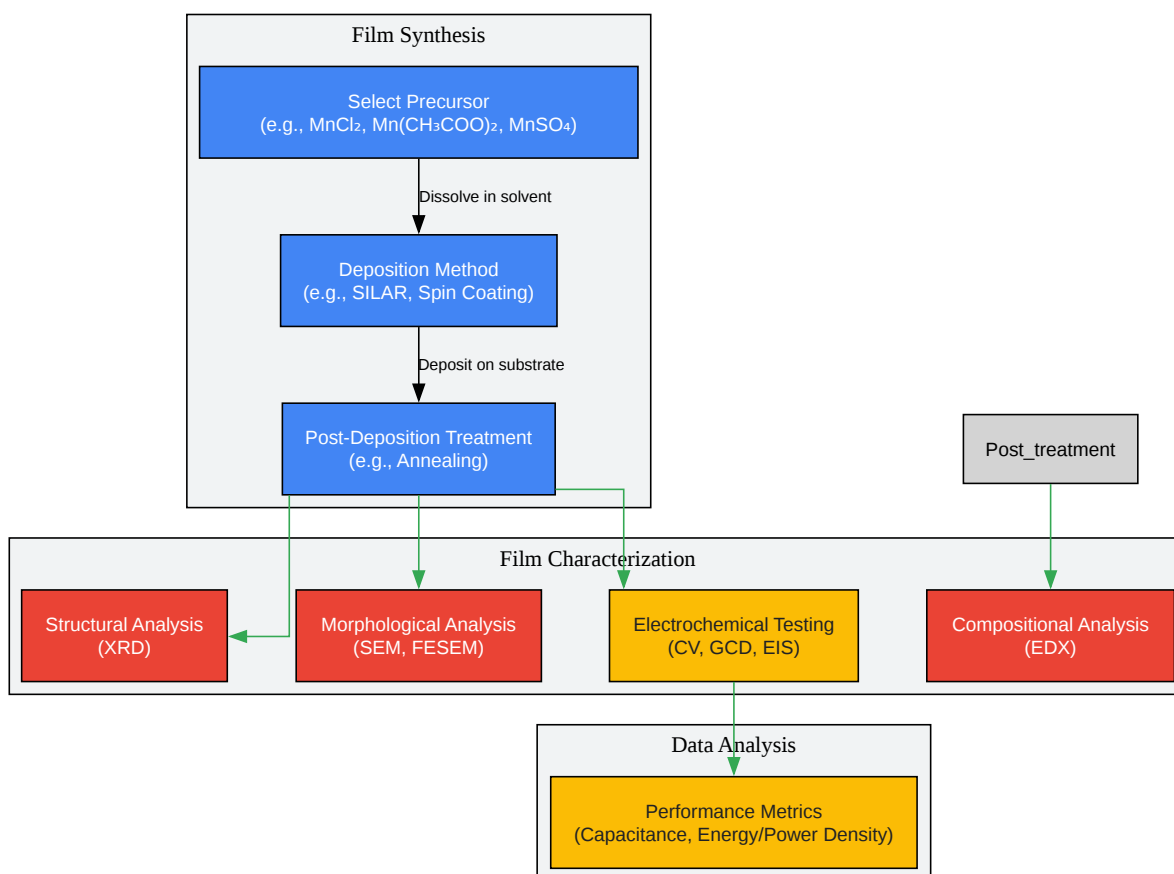 Film Synthesis
Select Precursor
(e.g., MnCl₂, Mn(CH₃COO)₂, MnSO₄)
Dissolve in solvent
Deposition Method
(e.g., SILAR, Spin Coating)
Deposit on substrate
Post-Deposition Treatment
(e.g., Annealing)
Post_treatment
Film Characterization
Structural Analysis
(XRD)
Morphological Analysis
(SEM, FESEM)
Electrochemical Testing
(CV, GCD, EIS)
Compositional Analysis
(EDX)
Data Analysis
Performance Metrics
(Capacitance, Energy/Power Density)